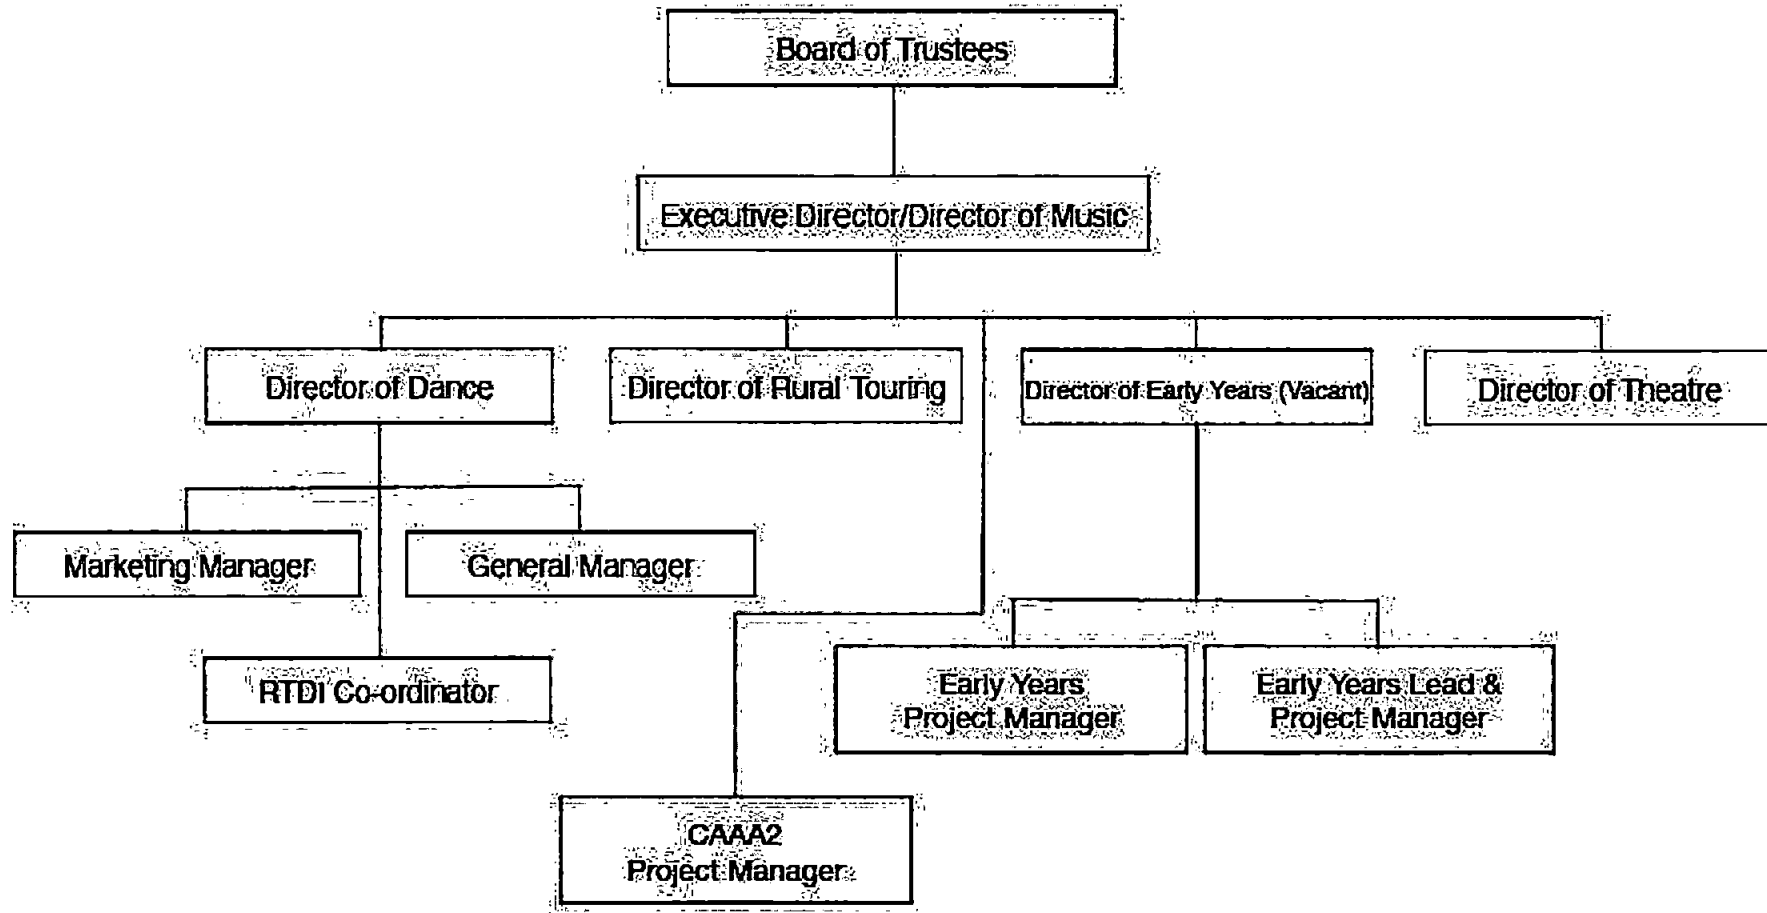 Board of Trustees
Executive Director/Director of Music
Director of Dance
Director of Rural Touring
Director of Early Years (Vacant)
Director of Theatre
Marketing Manager
General Manager
RTDI Co-ordinator
Early Years
Project Manager
Early Years Lead &
Project Manager
CAAA2
Project Manager